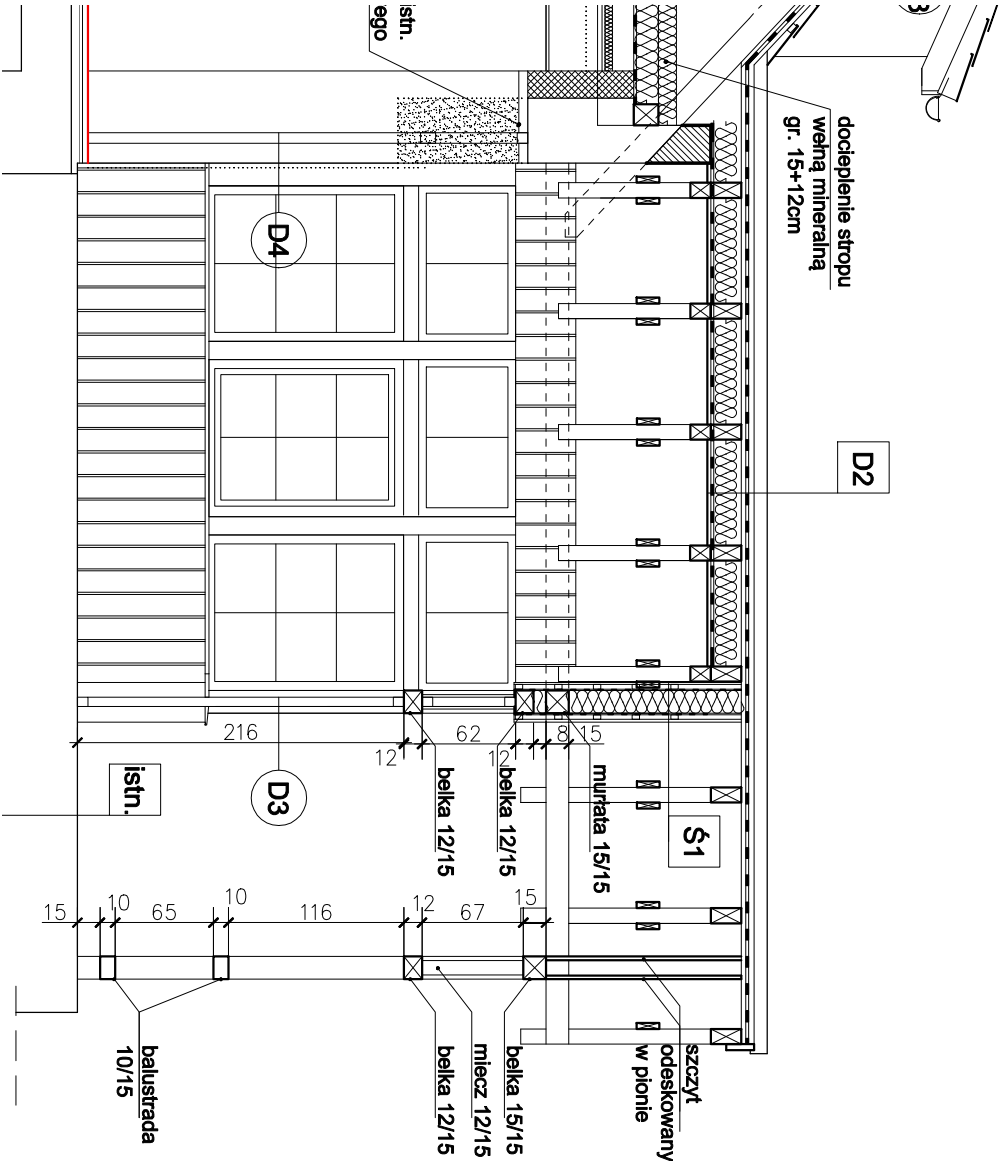 istn.
ego
docieplenie stropu
wełną mineralną
gr. 15+12cm
D4
D2
216
12
62
12
8
15
belka 12/15
belka 12/15
murłata 15/15
istn.
D3
Ś1
15
10
65
10
116
12
67
15
balustrada
10/15
belka 12/15
miecz 12/15
belka 15/15
szczyt
odeskowany
w pionie